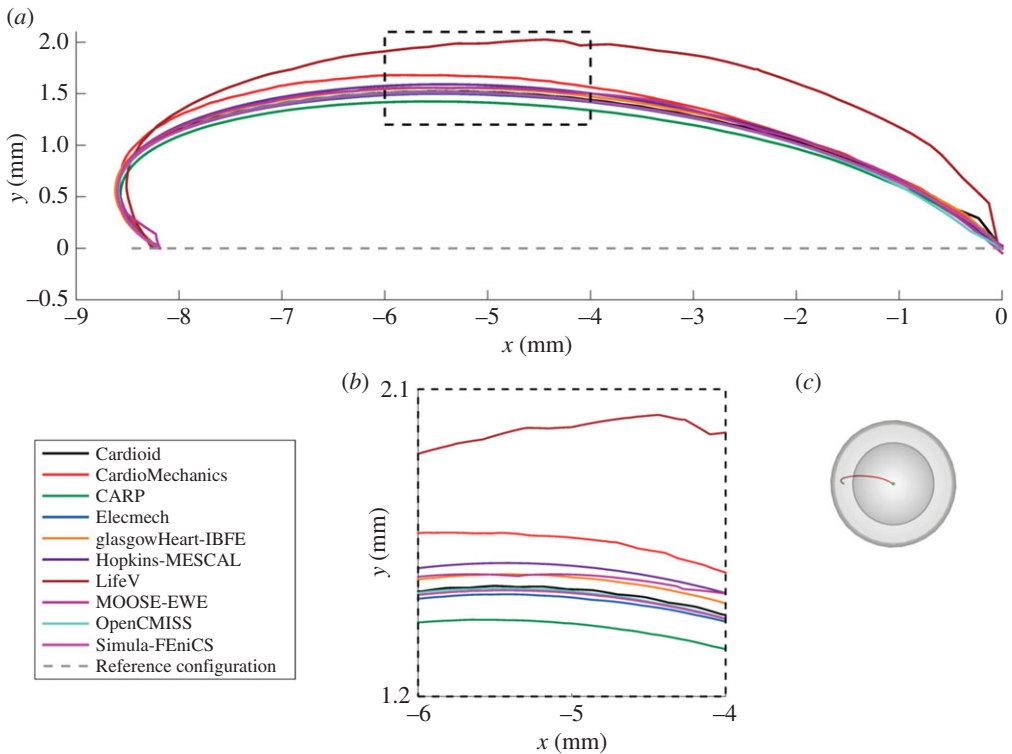 (a)
2.0
1.5
1.0
0.5
0
–0.5
y (mm)
–9 –8 –7 –6 –5 –4 –3 –2 –1 0
x (mm)
(b)
(c)
2.1
y (mm)
1.2
–6 –5 –4
x (mm)
Cardioid
CardioMechanics
CARP
Elecmech
glasgowHeart-IBFE
Hopkins-MESCAL
LifeV
MOOSE-EWE
OpenCMISS
Simula-FEniCS
Reference configuration